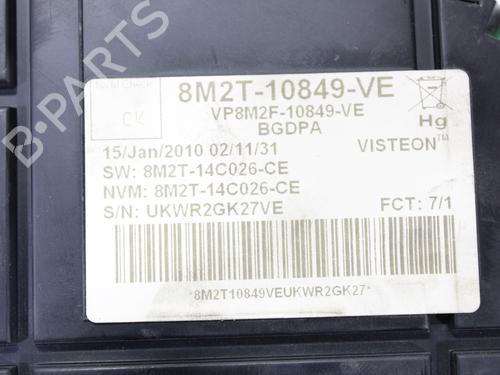 B-PARTS
OK
8M2T-10849-VE
VP8M2F-10849-VE
BGDPA
Hg
15/Jan/2010 02/11/31
VISTEON™
SW: 8M2T-14C026-CE
NVM: 8M2T-14C026-CE
S/N: UKWR2GK27VE
FCT: 7/1
*8M2T10849VEUKWR2GK27*